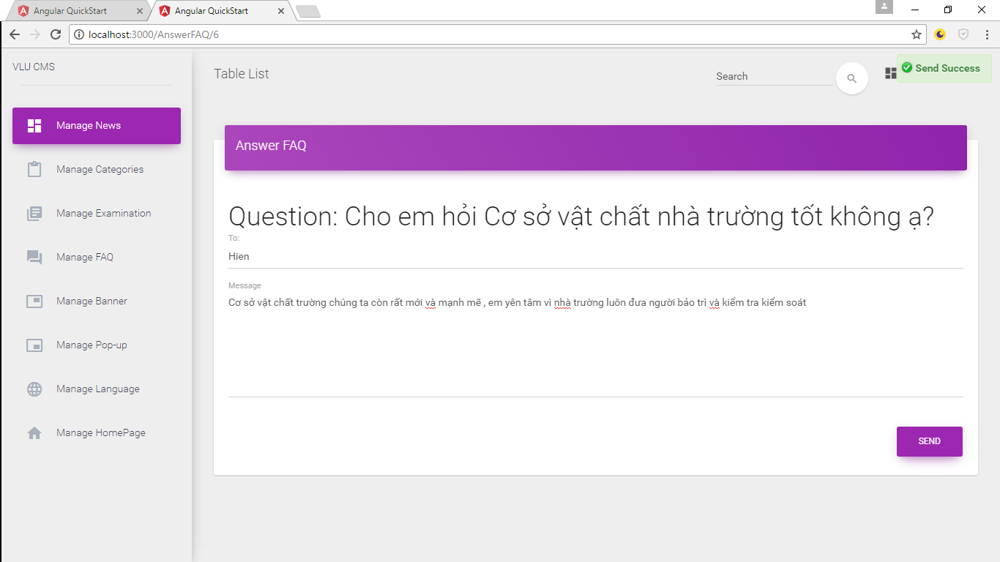 Angular QuickStart
Angular QuickStart
localhost:3000/AnswerFAQ/6
VLU CMS
Manage News
Manage Categories
Manage Examination
Manage FAQ
Manage Banner
Manage Pop-up
Manage Language
Manage HomePage
Table List
Search
Send Success
Answer FAQ
Question: Cho em hỏi Cơ sở vật chất nhà trường tốt không ạ?
To:
Hien
Message
Cơ sở vật chất trường chúng ta còn rất mới và mạnh mẽ , em yên tâm vì nhà trường luôn đưa người bảo trì và kiểm tra kiểm soát
SEND